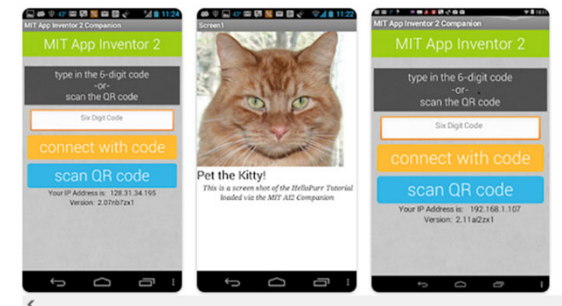 11:24
MIT App Inventor 2 Companion
MIT App Inventor 2
type in the 6-digit code
-or-
scan the QR code
Six Digit Code
connect with code
scan QR code
Your IP Address is: 128.31.34.195
Version: 2.07nb7zx1
11:22
Screen1
Pet the Kitty!
This is a screen shot of the HelloPurr Tutorial
loaded via the MIT AI2 Companion
MIT App Inventor 2 Companion
MIT App Inventor 2
type in the 6-digit code
-or-
scan the QR code
Six Digit Code
connect with code
scan QR code
Your IP Address is: 192.168.1.107
Version: 2.11ai2zx1